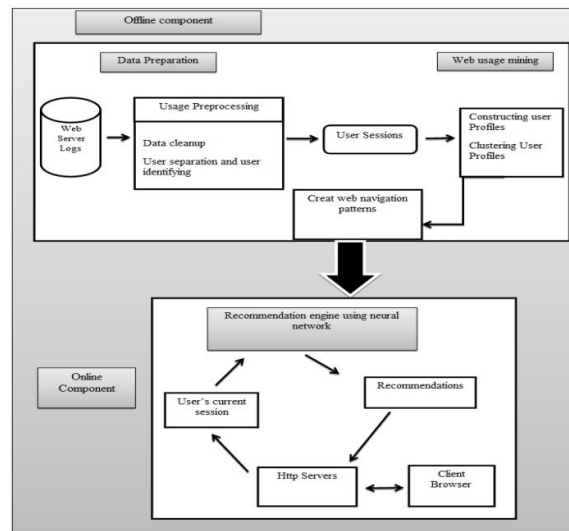 Offline component
Data Preparation
Web usage mining
Web
Server
Logs
Usage Preprocessing
Data cleanup
User separation and user
identifying
User Sessions
Constructing user
Profiles
Clustering User
Profiles
Creat web navigation
patterns
Recommendation engine using neural
network
Online
Component
User's current
session
Recommendations
Http Servers
Client
Browser